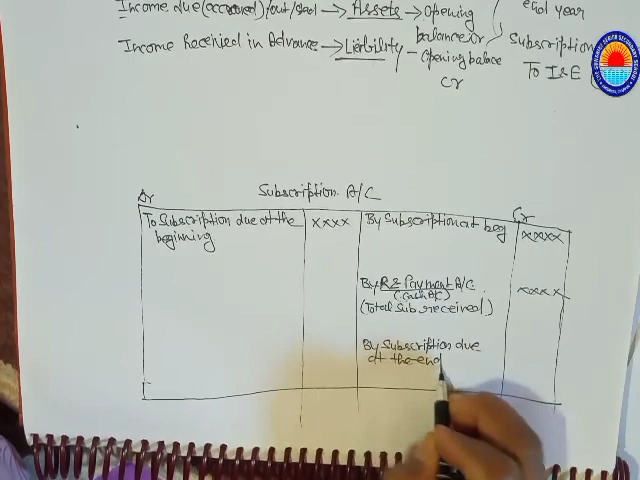 Income due(accrued)/out/stand → Assets → Opening balance Dr
end year
Income Received in Advance → Liability - Opening balance Cr
Subscription To I&E
Subscription A/C
Dr
Cr
To Subscription due at the beginning
xxxx
By Subscription at beg
xxxx
By R& Payment A/C
(Cash A/C)
(Total Sub received)
xxxx
By Subscription due
at the end